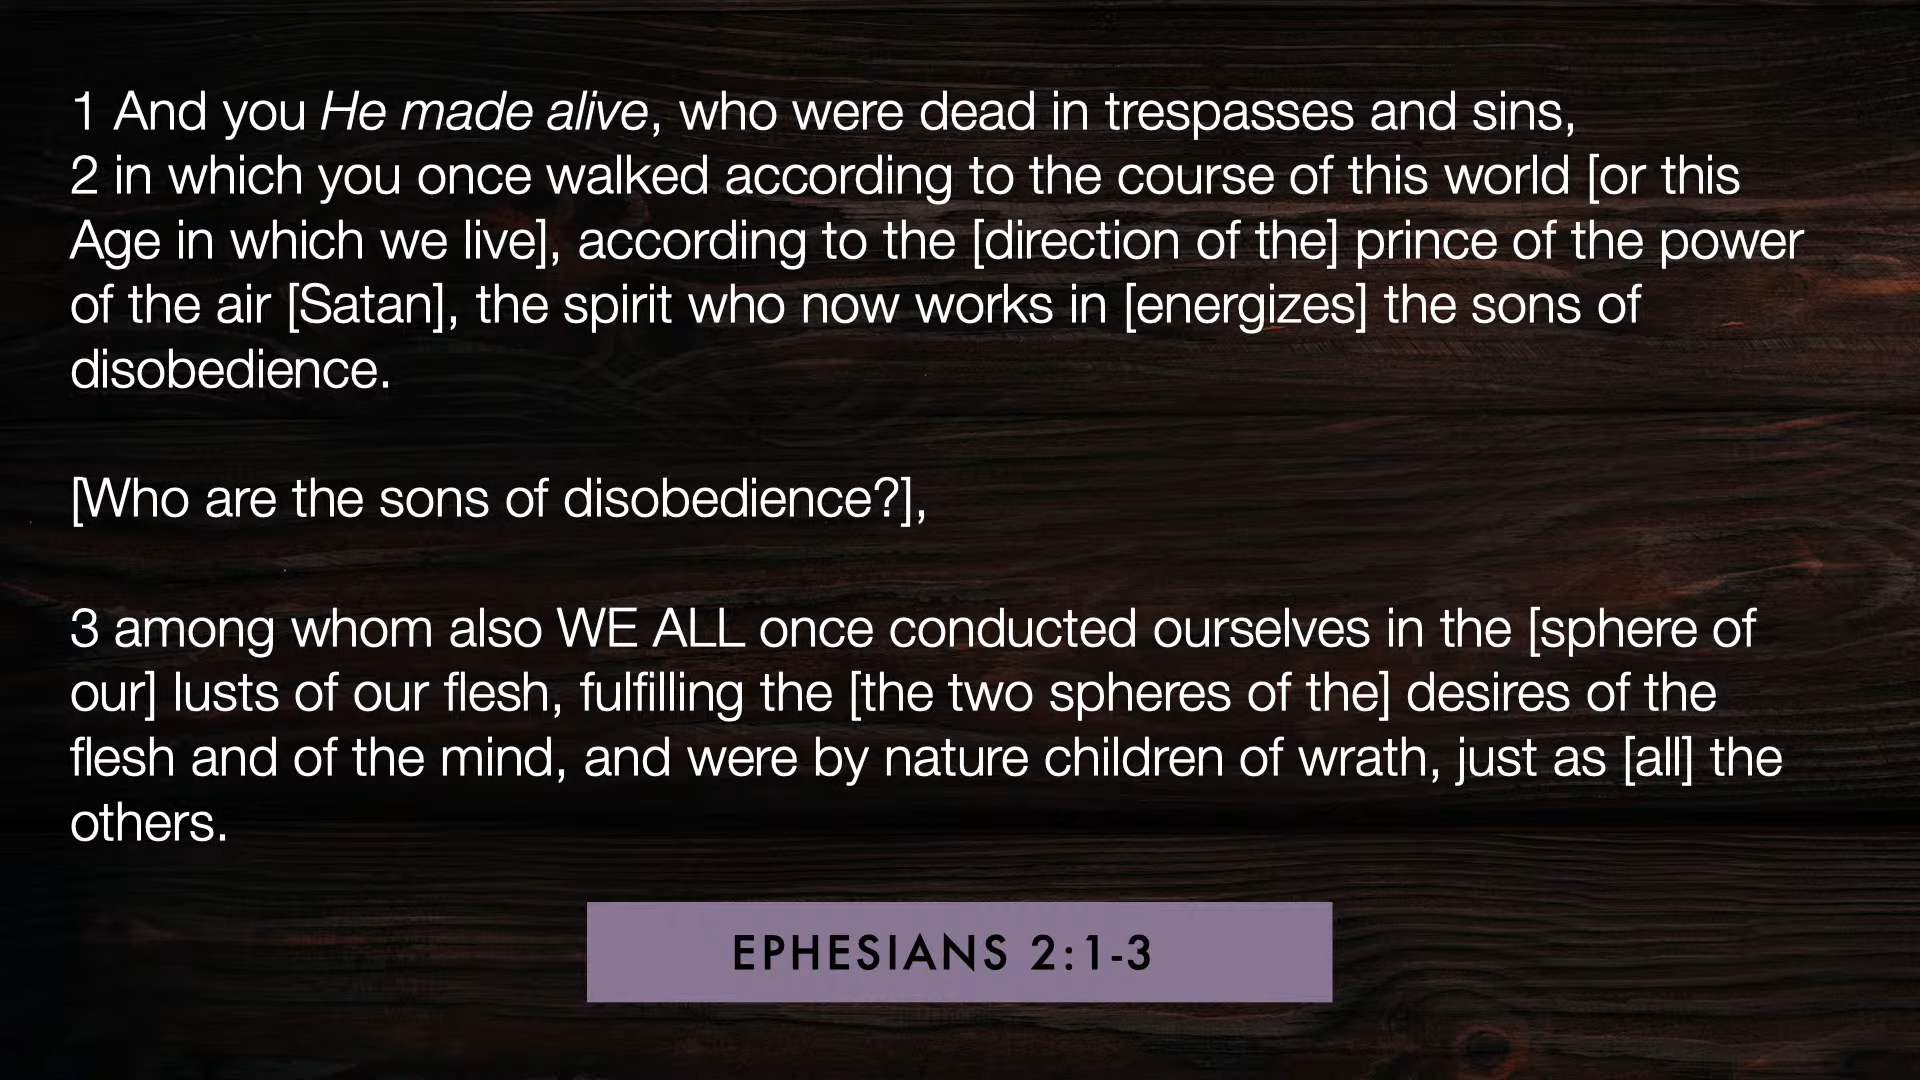 1 And you He made alive, who were dead in trespasses and sins,
2 in which you once walked according to the course of this world [or this
Age in which we live], according to the [direction of the] prince of the power
of the air [Satan], the spirit who now works in [energizes] the sons of
disobedience.
[Who are the sons of disobedience?],
3 among whom also WE ALL once conducted ourselves in the [sphere of
our] lusts of our flesh, fulfilling the [the two spheres of the] desires of the
flesh and of the mind, and were by nature children of wrath, just as [all] the
others.
EPHESIANS 2:1-3